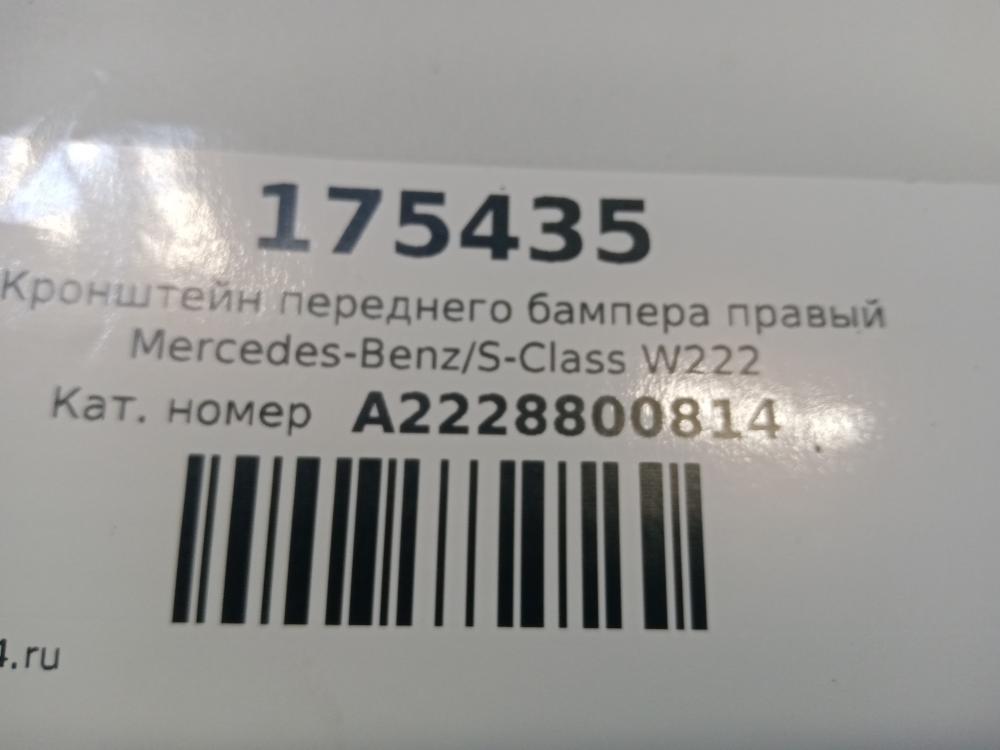 175435
Кронштейн переднего бампера правый
Mercedes-Benz/S-Class W222
Кат. номер A2228800814
4.ru